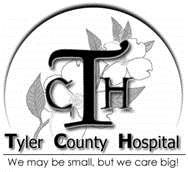 CTH
Tyler County Hospital
We may be small, but we care big!